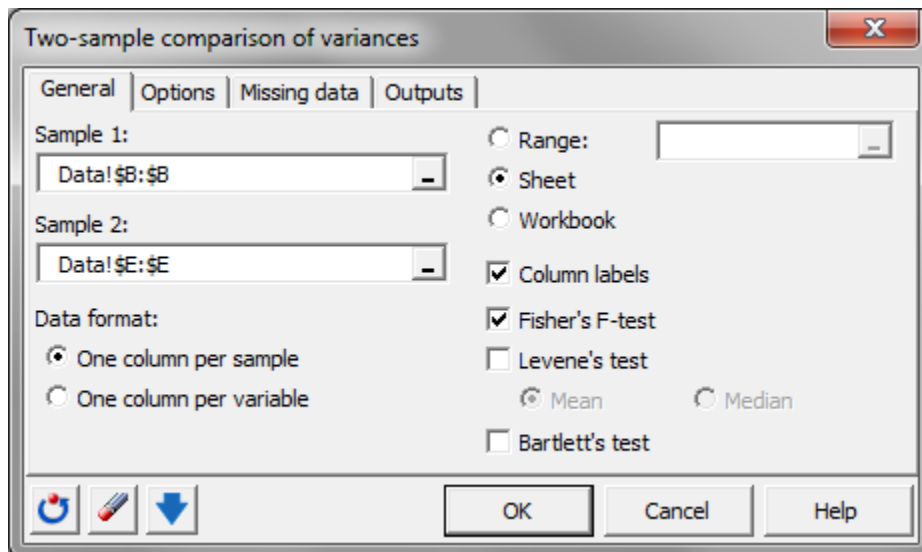 Two-sample comparison of variances
General Options Missing data Outputs
Sample 1:
Data!$B:$B
Sample 2:
Data!$E:$E
Data format:
One column per sample
One column per variable
Range:
Sheet
Workbook
Column labels
Fisher's F-test
Levene's test
Mean Median
Bartlett's test
OK Cancel Help